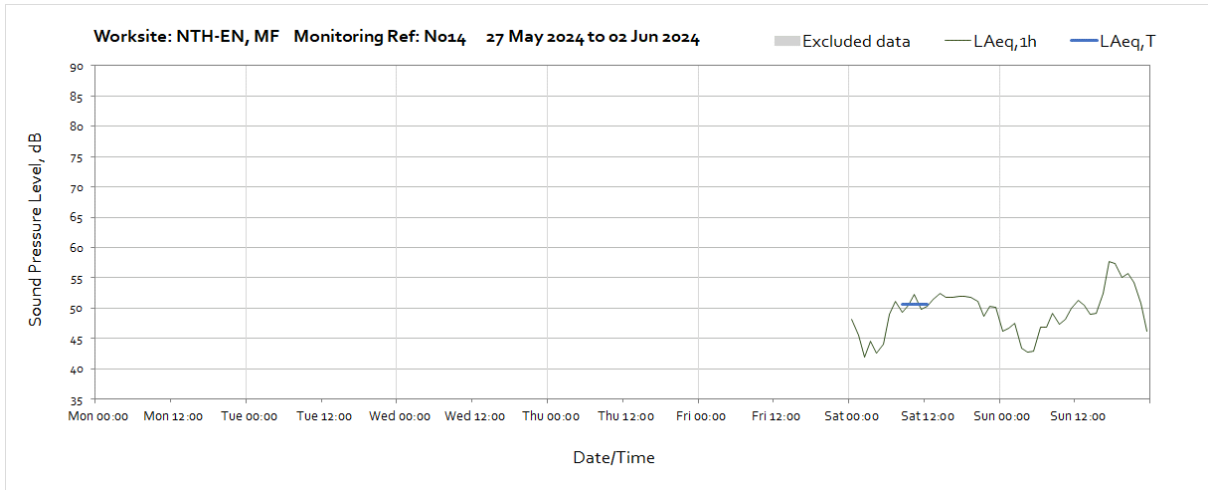 Worksite: NTH-EN, MF Monitoring Ref: N014 27 May 2024 to 02 Jun 2024
Excluded data LAeq,1h LAeq,T
90
85
80
75
70
65
60
55
50
45
40
35
Sound Pressure Level, dB
Mon 00:00 Mon 12:00 Tue 00:00 Tue 12:00 Wed 00:00 Wed 12:00 Thu 00:00 Thu 12:00 Fri 00:00 Fri 12:00 Sat 00:00 Sat 12:00 Sun 00:00 Sun 12:00
Date/Time